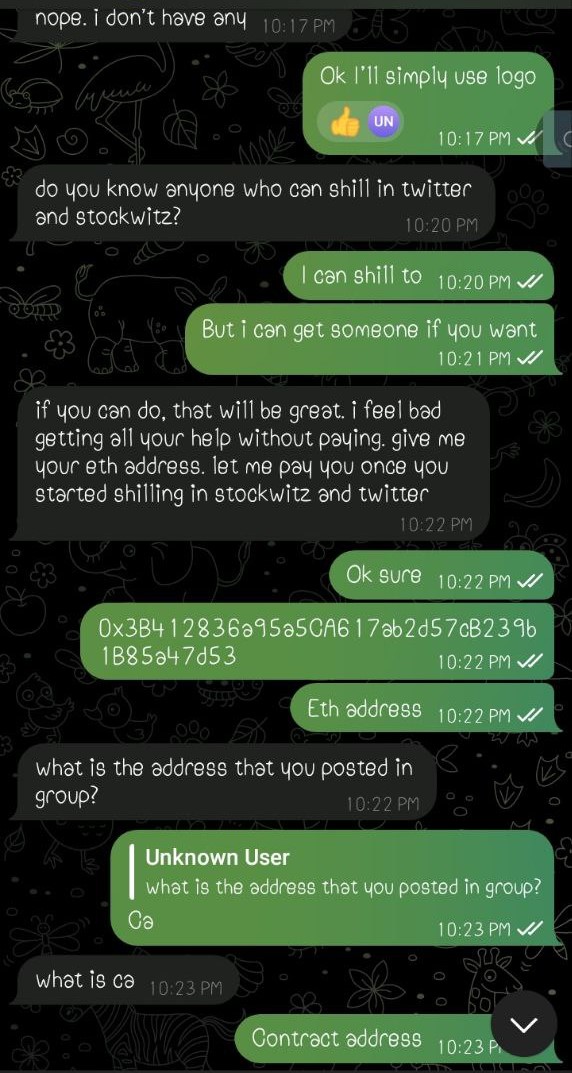 nope. i don't have any 10:17 PM
Ok I'll simply use logo
UN
10:17 PM
do you know anyone who can shill in twitter
and stockwitz?
10:20 PM
I can shill to 10:20 PM
But i can get someone if you want
10:21 PM
if you can do, that will be great. i feel bad
getting all your help without paying. give me
your eth address. let me pay you once you
started shilling in stockwitz and twitter
10:22 PM
Ok sure 10:22 PM
0x3B412836a95a5CA617ab2d57cB239b
1B85a47d53 10:22 PM
Eth address 10:22 PM
what is the address that you posted in
group? 10:22 PM
Unknown User
what is the address that you posted in group?
Ca
10:23 PM
what is ca 10:23 PM
Contract address 10:23 P